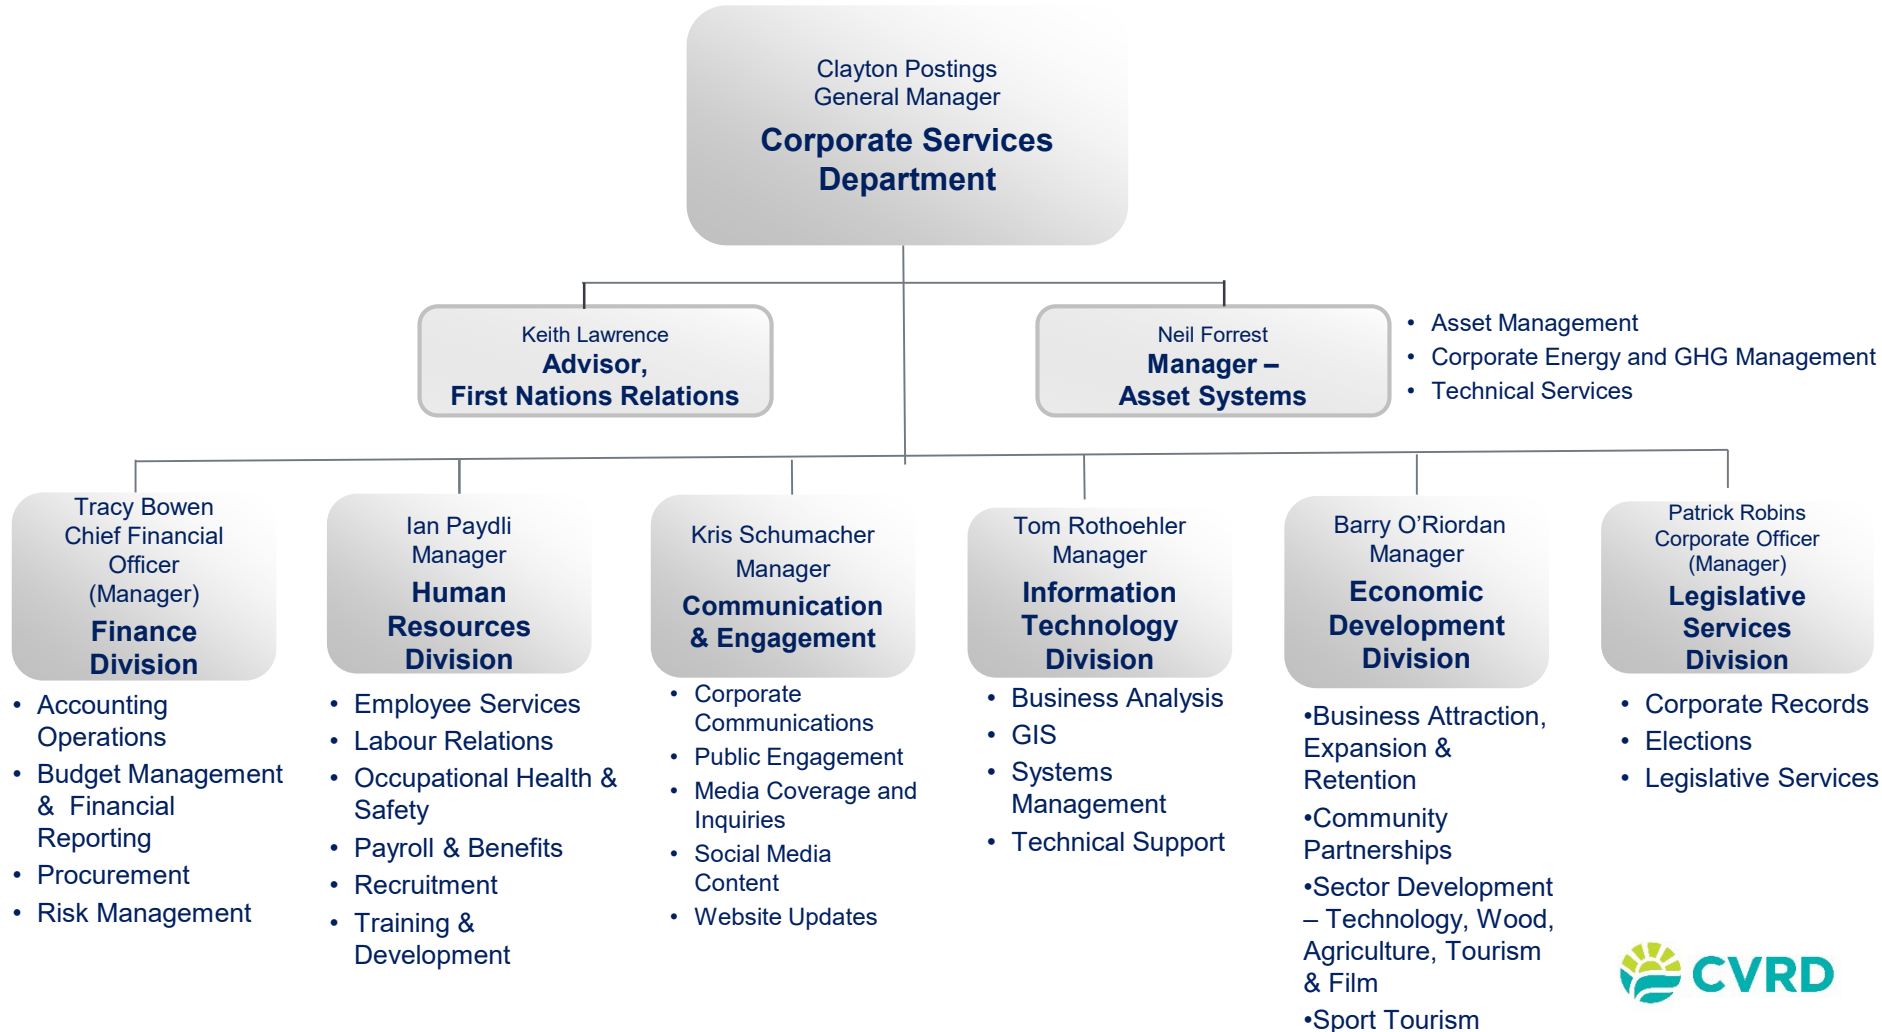 Clayton Postings
General Manager
Corporate Services
Department
Keith Lawrence
Advisor,
First Nations Relations
Neil Forrest
Manager –
Asset Systems
• Asset Management
• Corporate Energy and GHG Management
• Technical Services
Tracy Bowen
Chief Financial
Officer
(Manager)
Finance
Division
• Accounting
Operations
• Budget Management
& Financial
Reporting
• Procurement
• Risk Management
Ian Paydli
Manager
Human
Resources
Division
• Employee Services
• Labour Relations
• Occupational Health &
Safety
• Payroll & Benefits
• Recruitment
• Training &
Development
Kris Schumacher
Manager
Communication
& Engagement
• Corporate
Communications
• Public Engagement
• Media Coverage and
Inquiries
• Social Media
Content
• Website Updates
Tom Rothoehler
Manager
Information
Technology
Division
• Business Analysis
• GIS
• Systems
Management
• Technical Support
Barry O’Riordan
Manager
Economic
Development
Division
•Business Attraction,
Expansion &
Retention
•Community
Partnerships
•Sector Development
– Technology, Wood,
Agriculture, Tourism
& Film
•Sport Tourism
Patrick Robins
Corporate Officer
(Manager)
Legislative
Services
Division
• Corporate Records
• Elections
• Legislative Services
CVRD